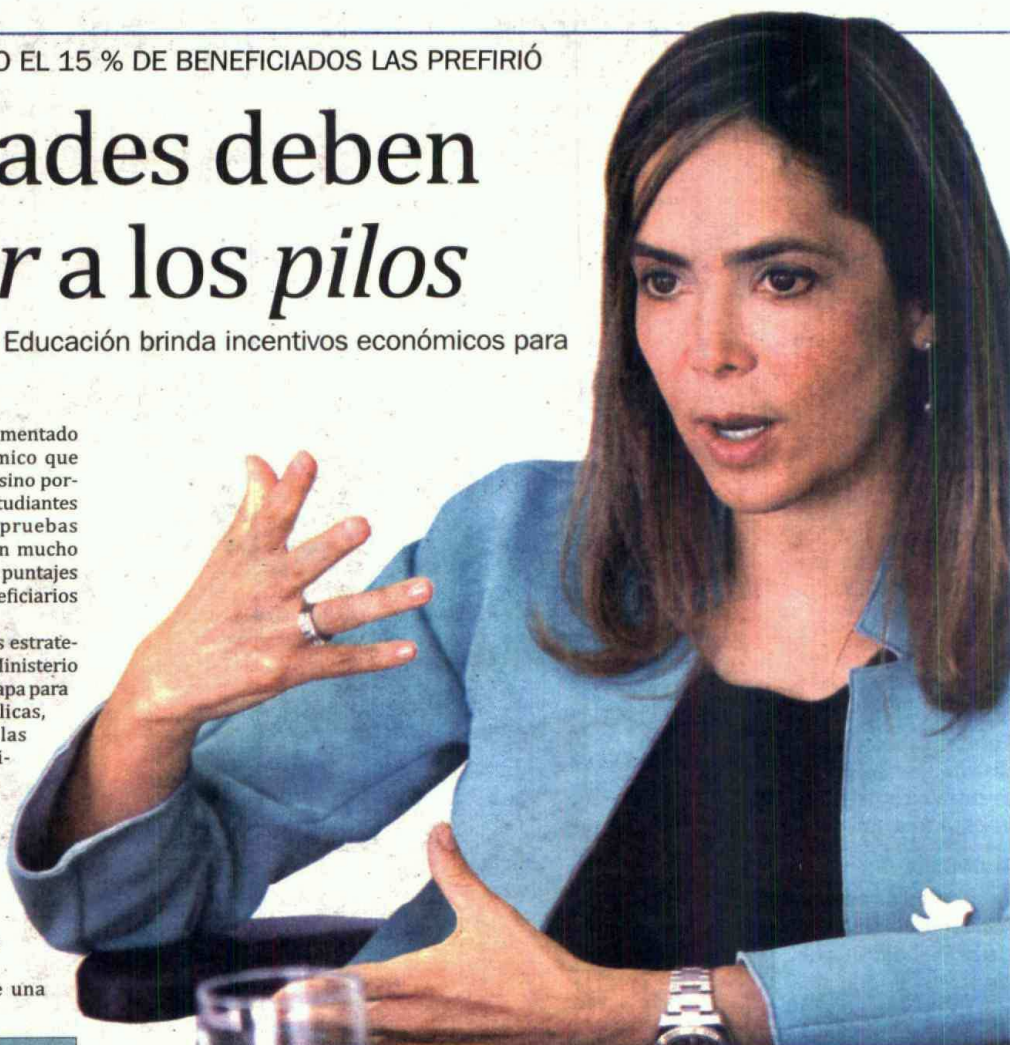 O EL 15 % DE BENEFICIADOS LAS PREFIRIÓ
ades deben
r a los pilos
Educación brinda incentivos económicos para
mentado
mico que
sino por-
tudiantes
pruebas
n mucho
puntajes
eficiarios
s estrate-
Ministerio
apa para
licas,
las
i-
e una